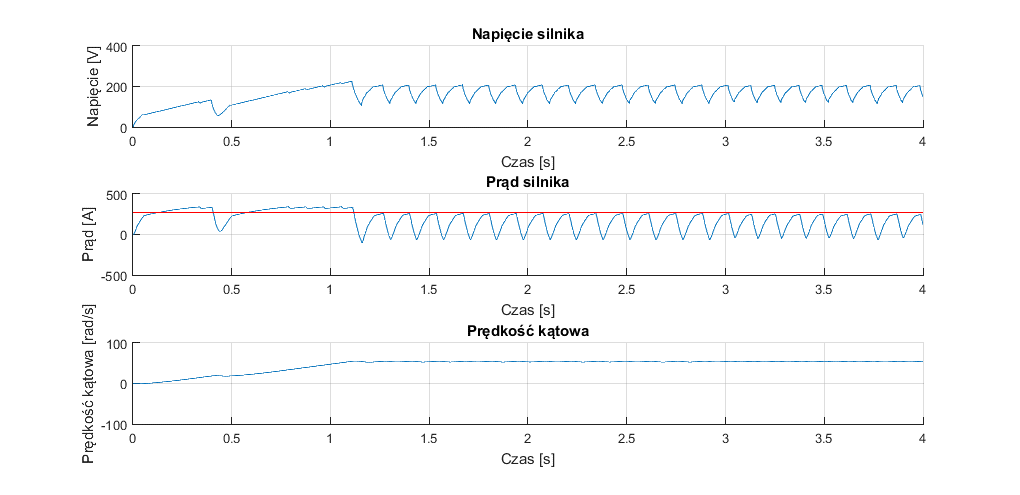 Napięcie silnika
Napięcie [V]
400
200
0
0 0.5 1 1.5 2 2.5 3 3.5 4
Czas [s]
Prąd silnika
Prąd [A]
500
0
-500
0 0.5 1 1.5 2 2.5 3 3.5 4
Czas [s]
Prędkość kątowa
Prędkość kątowa [rad/s]
100
0
-100
0 0.5 1 1.5 2 2.5 3 3.5 4
Czas [s]